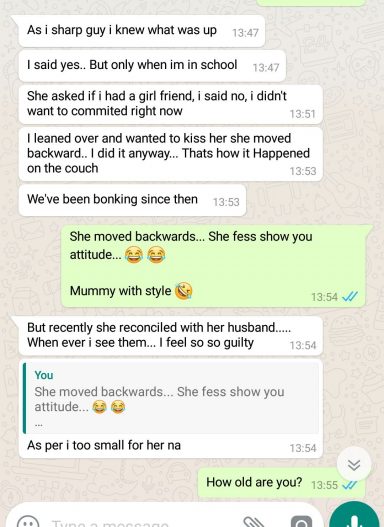 As i sharp guy i knew what was up 13:47
I said yes.. But only when im in school 13:47
She asked if i had a girl friend, i said no, i didn't
want to commited right now 13:51
I leaned over and wanted to kiss her she moved
backward.. I did it anyway... Thats how it Happened
on the couch 13:53
We've been bonking since then 13:53
She moved backwards... She fess show you
attitude... 😂 😂
Mummy with style 🤣 13:54
But recently she reconciled with her husband.....
When ever i see them... I feel so so guilty 13:54
You
She moved backwards... She fess show you
attitude... 😂 😂
...
As per i too small for her na 13:54
How old are you? 13:55
Type a message